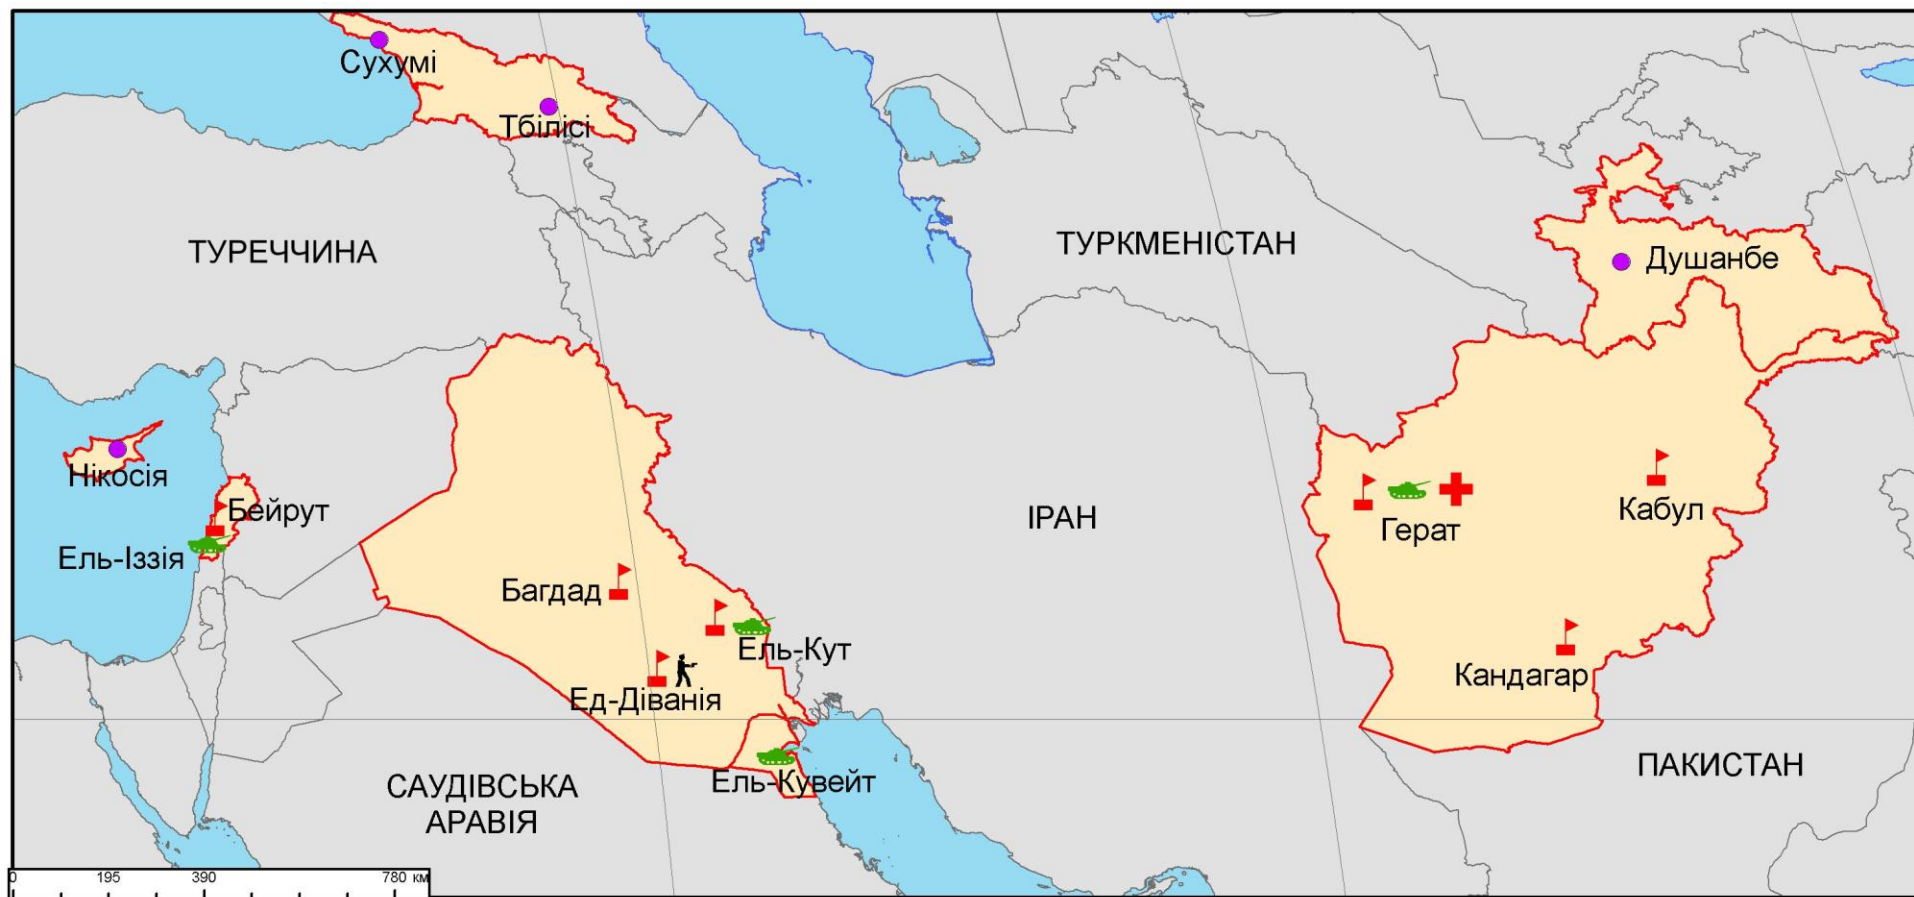 Сухумі
Тбілісі
ТУРЕЧЧИНА
ТУРКМЕНІСТАН
Душанбе
Нікосія
Бейрут
Ель-Іззія
ІРАН
Герат
Кабул
Багдад
Ель-Кут
Ед-Діванія
Кандагар
Ель-Кувейт
САУДІВСЬКА
АРАВІЯ
ПАКИСТАН
0 195 390 780 км